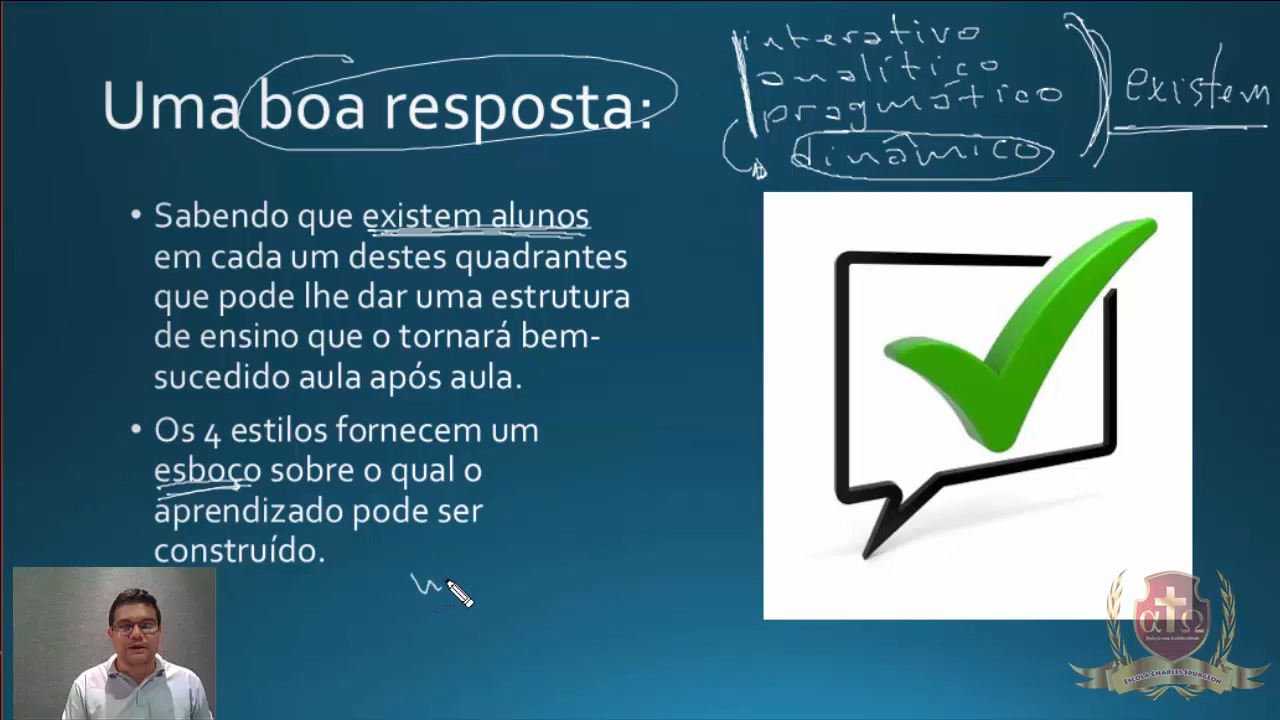 interativo
analítico
pragmático
dinâmico
existem
Uma boa resposta:
• Sabendo que existem alunos
em cada um destes quadrantes
que pode lhe dar uma estrutura
de ensino que o tornará bem-
sucedido aula após aula.
• Os 4 estilos fornecem um
esboço sobre o qual o
aprendizado pode ser
construído.
α Ω
ESCOLA CHARLES SPURGEON